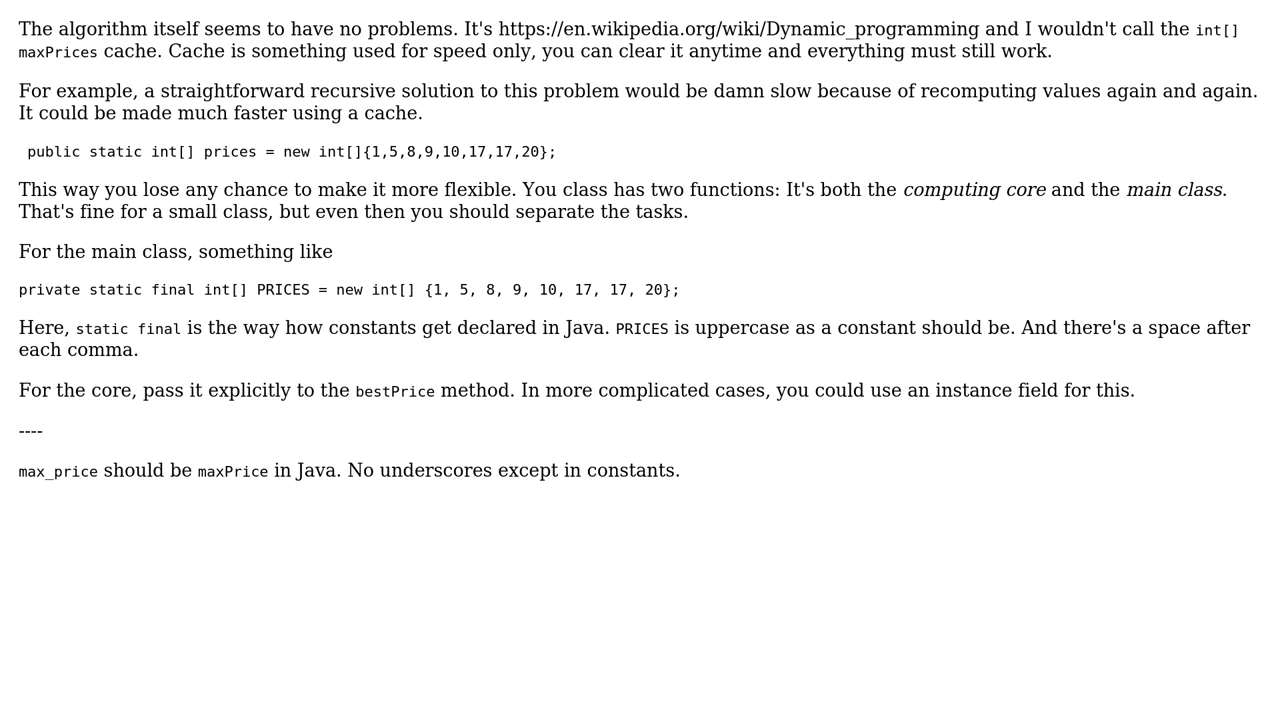 The algorithm itself seems to have no problems. It's https://en.wikipedia.org/wiki/Dynamic_programming and I wouldn't call the int[]
maxPrices cache. Cache is something used for speed only, you can clear it anytime and everything must still work.
For example, a straightforward recursive solution to this problem would be damn slow because of recomputing values again and again.
It could be made much faster using a cache.
public static int[] prices = new int[]{1,5,8,9,10,17,17,20};
This way you lose any chance to make it more flexible. You class has two functions: It's both the computing core and the main class.
That's fine for a small class, but even then you should separate the tasks.
For the main class, something like
private static final int[] PRICES = new int[] {1, 5, 8, 9, 10, 17, 17, 20};
Here, static final is the way how constants get declared in Java. PRICES is uppercase as a constant should be. And there's a space after
each comma.
For the core, pass it explicitly to the bestPrice method. In more complicated cases, you could use an instance field for this.
----
max_price should be maxPrice in Java. No underscores except in constants.